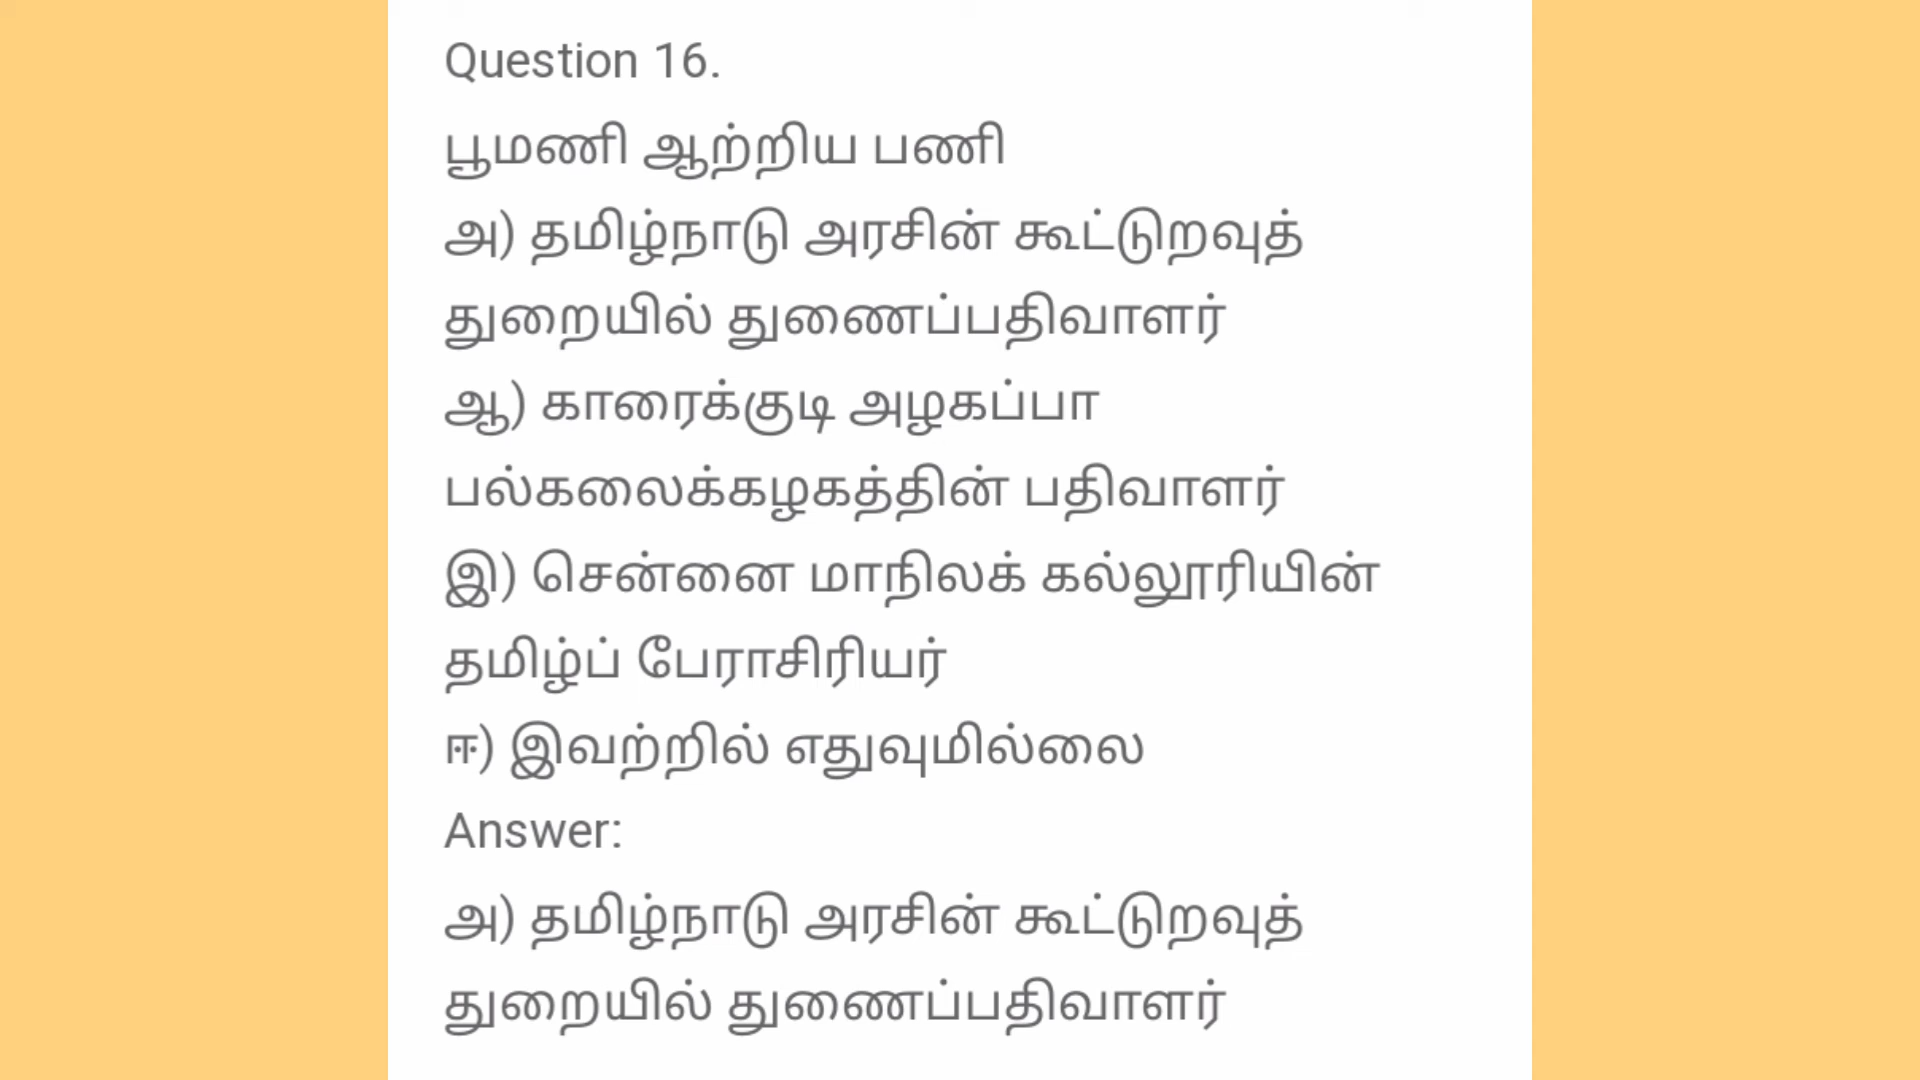 Question 16.
பூமணி ஆற்றிய பணி
அ) தமிழ்நாடு அரசின் கூட்டுறவுத்
துறையில் துணைப்பதிவாளர்
ஆ) காரைக்குடி அழகப்பா
பல்கலைக்கழகத்தின் பதிவாளர்
இ) சென்னை மாநிலக் கல்லூரியின்
தமிழ்ப் பேராசிரியர்
ஈ) இவற்றில் எதுவுமில்லை
Answer:
அ) தமிழ்நாடு அரசின் கூட்டுறவுத்
துறையில் துணைப்பதிவாளர்